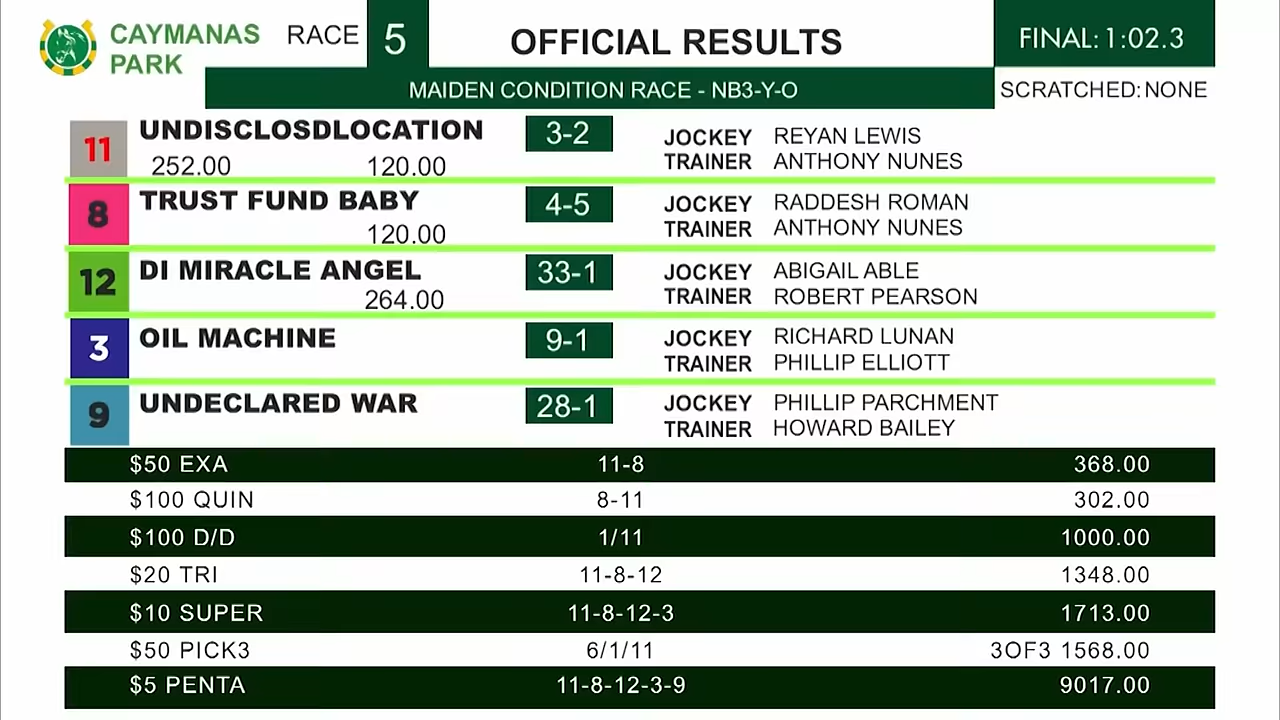 CAYMANAS PARK
RACE 5
OFFICIAL RESULTS
FINAL: 1:02.3
MAIDEN CONDITION RACE - NB3-Y-O
SCRATCHED: NONE
11 UNDISCLOSDLOCATION 3-2 JOCKEY REYAN LEWIS
252.00 120.00 TRAINER ANTHONY NUNES
8 TRUST FUND BABY 4-5 JOCKEY RADDESH ROMAN
120.00 TRAINER ANTHONY NUNES
12 DI MIRACLE ANGEL 33-1 JOCKEY ABIGAIL ABLE
264.00 TRAINER ROBERT PEARSON
3 OIL MACHINE 9-1 JOCKEY RICHARD LUNAN
TRAINER PHILLIP ELLIOTT
9 UNDECLARED WAR 28-1 JOCKEY PHILLIP PARCHMENT
TRAINER HOWARD BAILEY
$50 EXA 11-8 368.00
$100 QUIN 8-11 302.00
$100 D/D 1/11 1000.00
$20 TRI 11-8-12 1348.00
$10 SUPER 11-8-12-3 1713.00
$50 PICK3 6/1/11 3OF3 1568.00
$5 PENTA 11-8-12-3-9 9017.00